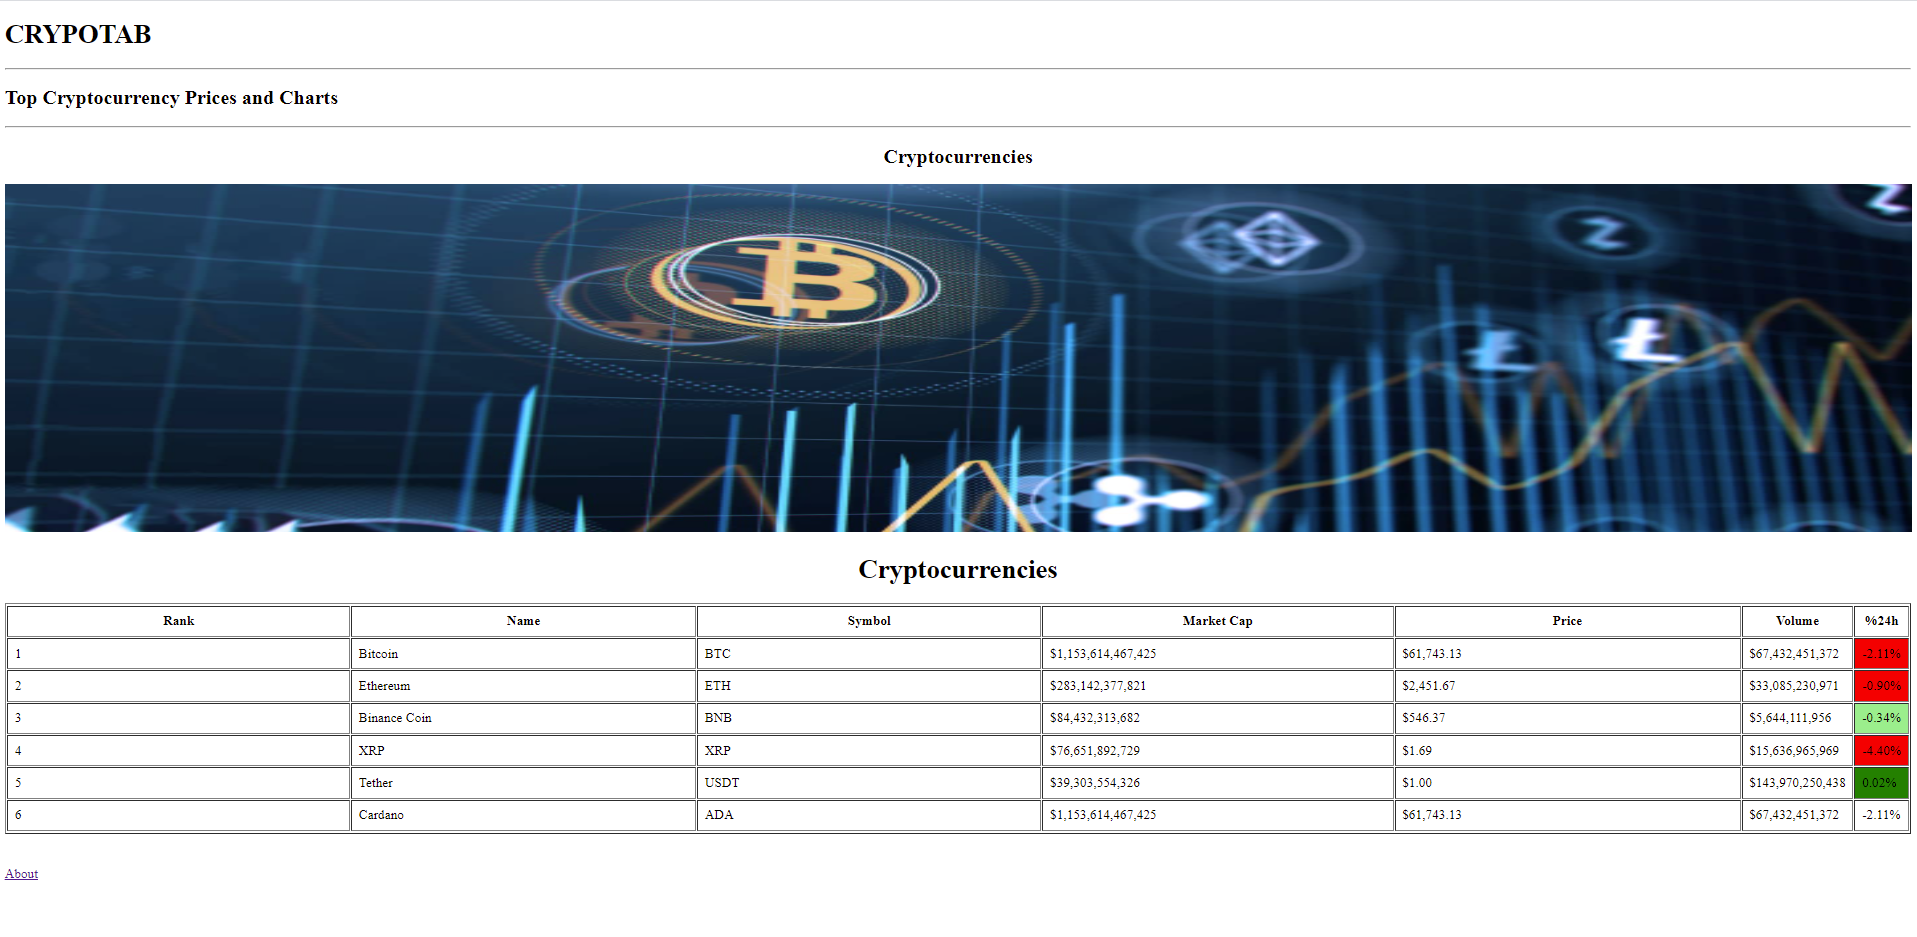 CRYPOTAB
Top Cryptocurrency Prices and Charts
Cryptocurrencies
Cryptocurrencies
Rank Name Symbol Market Cap Price Volume %24h
1 Bitcoin BTC $1,153,614,467,425 $61,743.13 $67,432,451,372 -2.11%
2 Ethereum ETH $283,142,377,821 $2,451.67 $33,085,230,971 -0.90%
3 Binance Coin BNB $84,432,313,682 $546.37 $5,644,111,956 -0.34%
4 XRP XRP $76,651,892,729 $1.69 $15,636,965,969 -4.40%
5 Tether USDT $39,303,554,326 $1.00 $143,970,250,438 0.02%
6 Cardano ADA $1,153,614,467,425 $61,743.13 $67,432,451,372 -2.11%
About